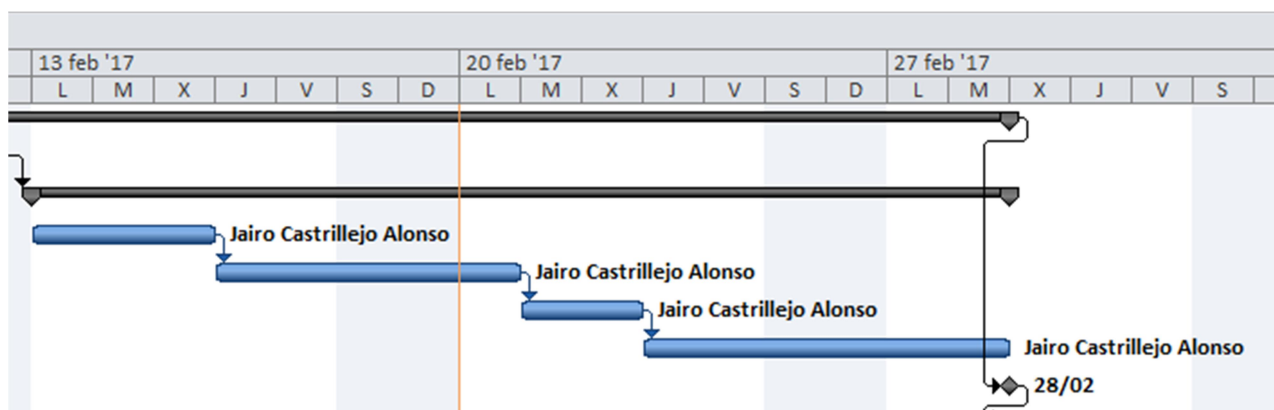 13 feb '17 20 feb '17 27 feb '17
L M X J V S D L M X J V S D L M X J V S
Jairo Castrillejo Alonso
Jairo Castrillejo Alonso
Jairo Castrillejo Alonso
Jairo Castrillejo Alonso
28/02